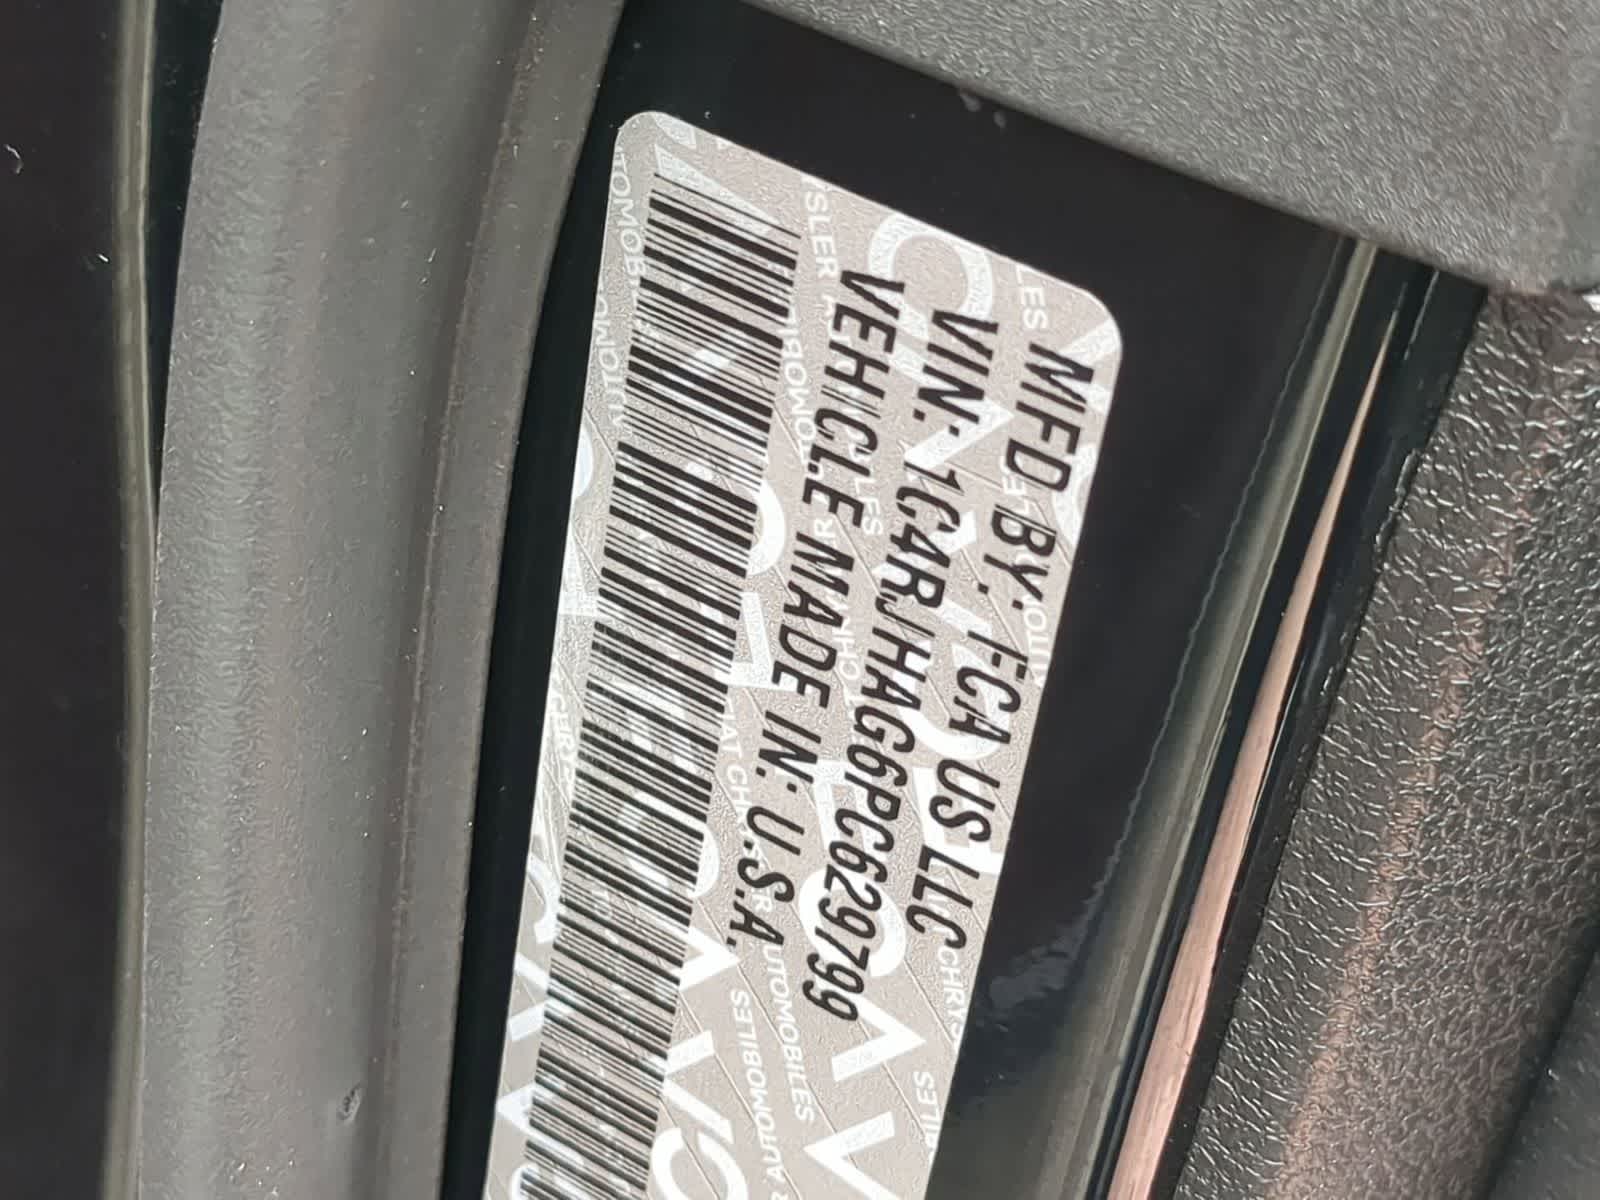 MFD BY: FCA US LLC
VIN: 1C4RJHAG6PC629799
VEHICLE MADE IN: U.S.A.